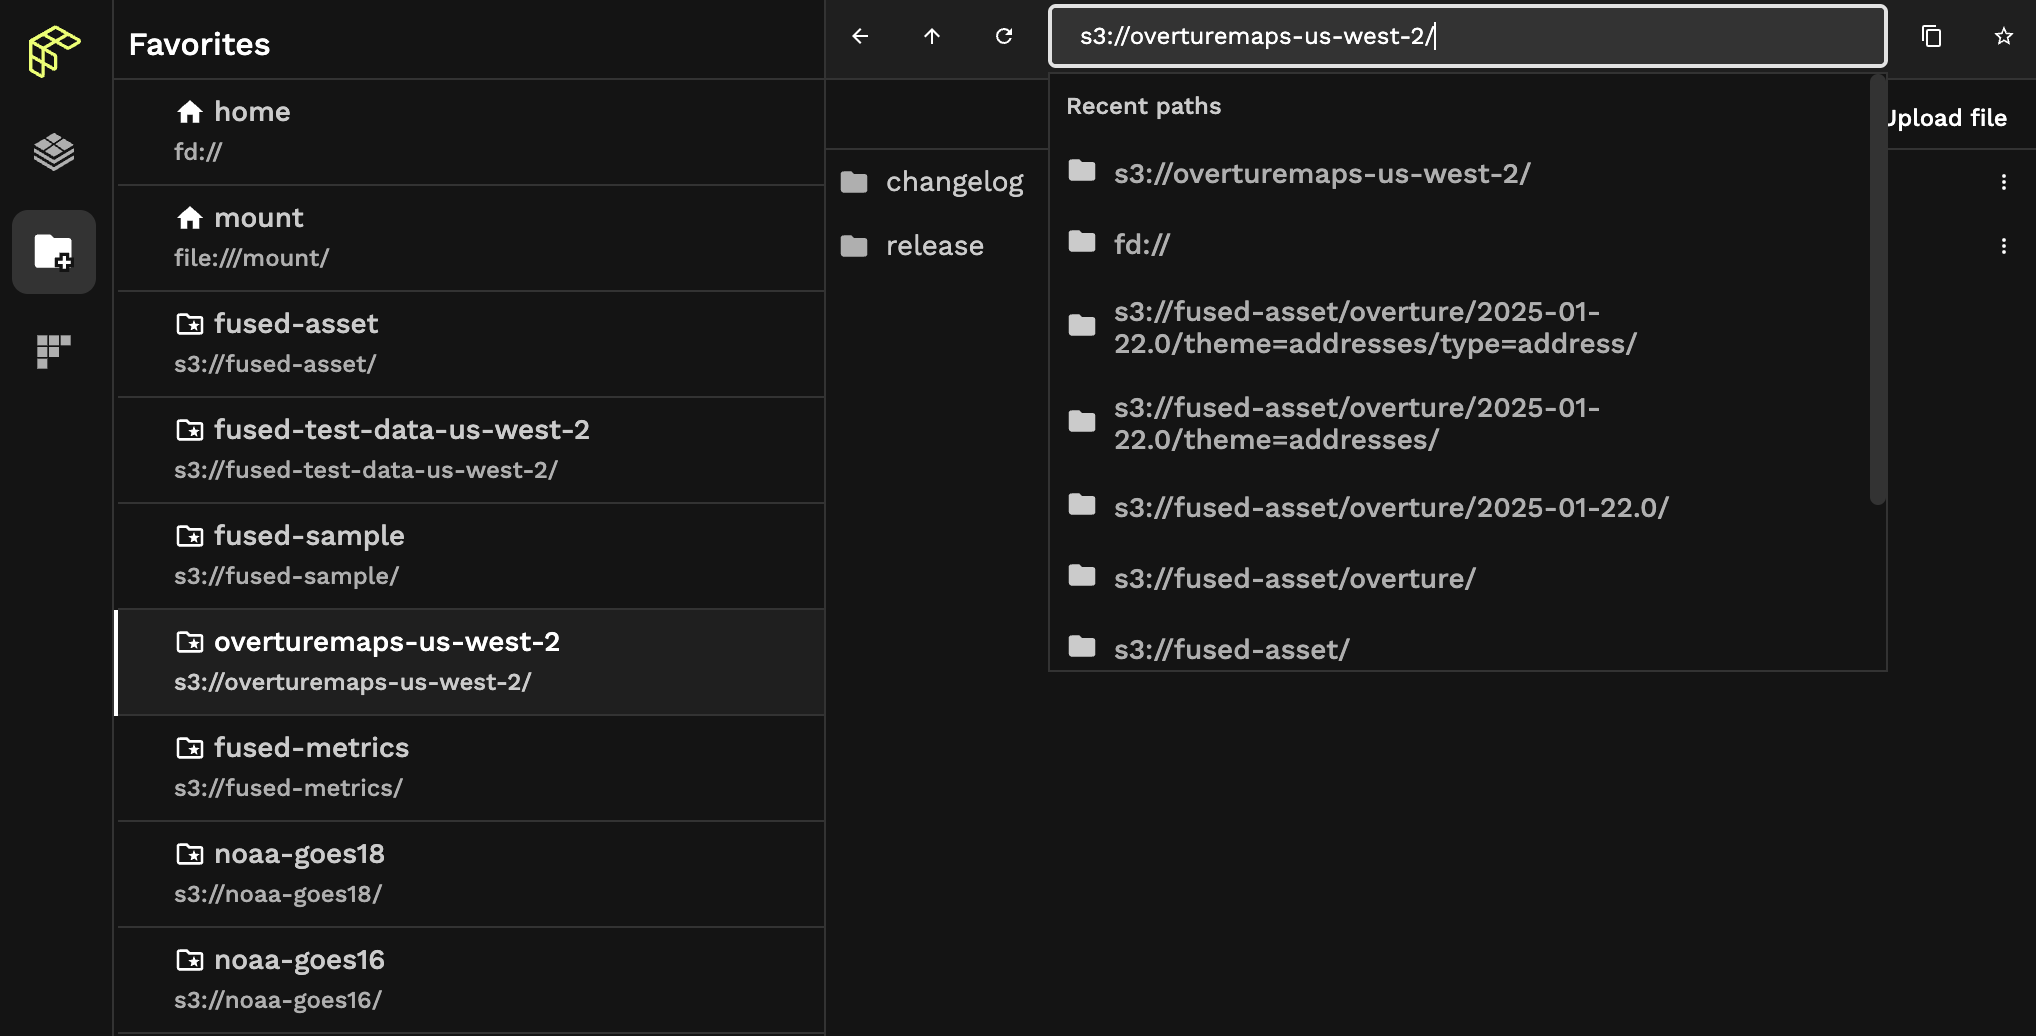 Favorites
home
fd://
mount
file:///mount/
fused-asset
s3://fused-asset/
fused-test-data-us-west-2
s3://fused-test-data-us-west-2/
fused-sample
s3://fused-sample/
overturemaps-us-west-2
s3://overturemaps-us-west-2/
fused-metrics
s3://fused-metrics/
noaa-goes18
s3://noaa-goes18/
noaa-goes16
s3://noaa-goes16/
s3://overturemaps-us-west-2/
Upload file
changelog
release
Recent paths
s3://overturemaps-us-west-2/
fd://
s3://fused-asset/overture/2025-01-
22.0/theme=addresses/type=address/
s3://fused-asset/overture/2025-01-
22.0/theme=addresses/
s3://fused-asset/overture/2025-01-22.0/
s3://fused-asset/overture/
s3://fused-asset/